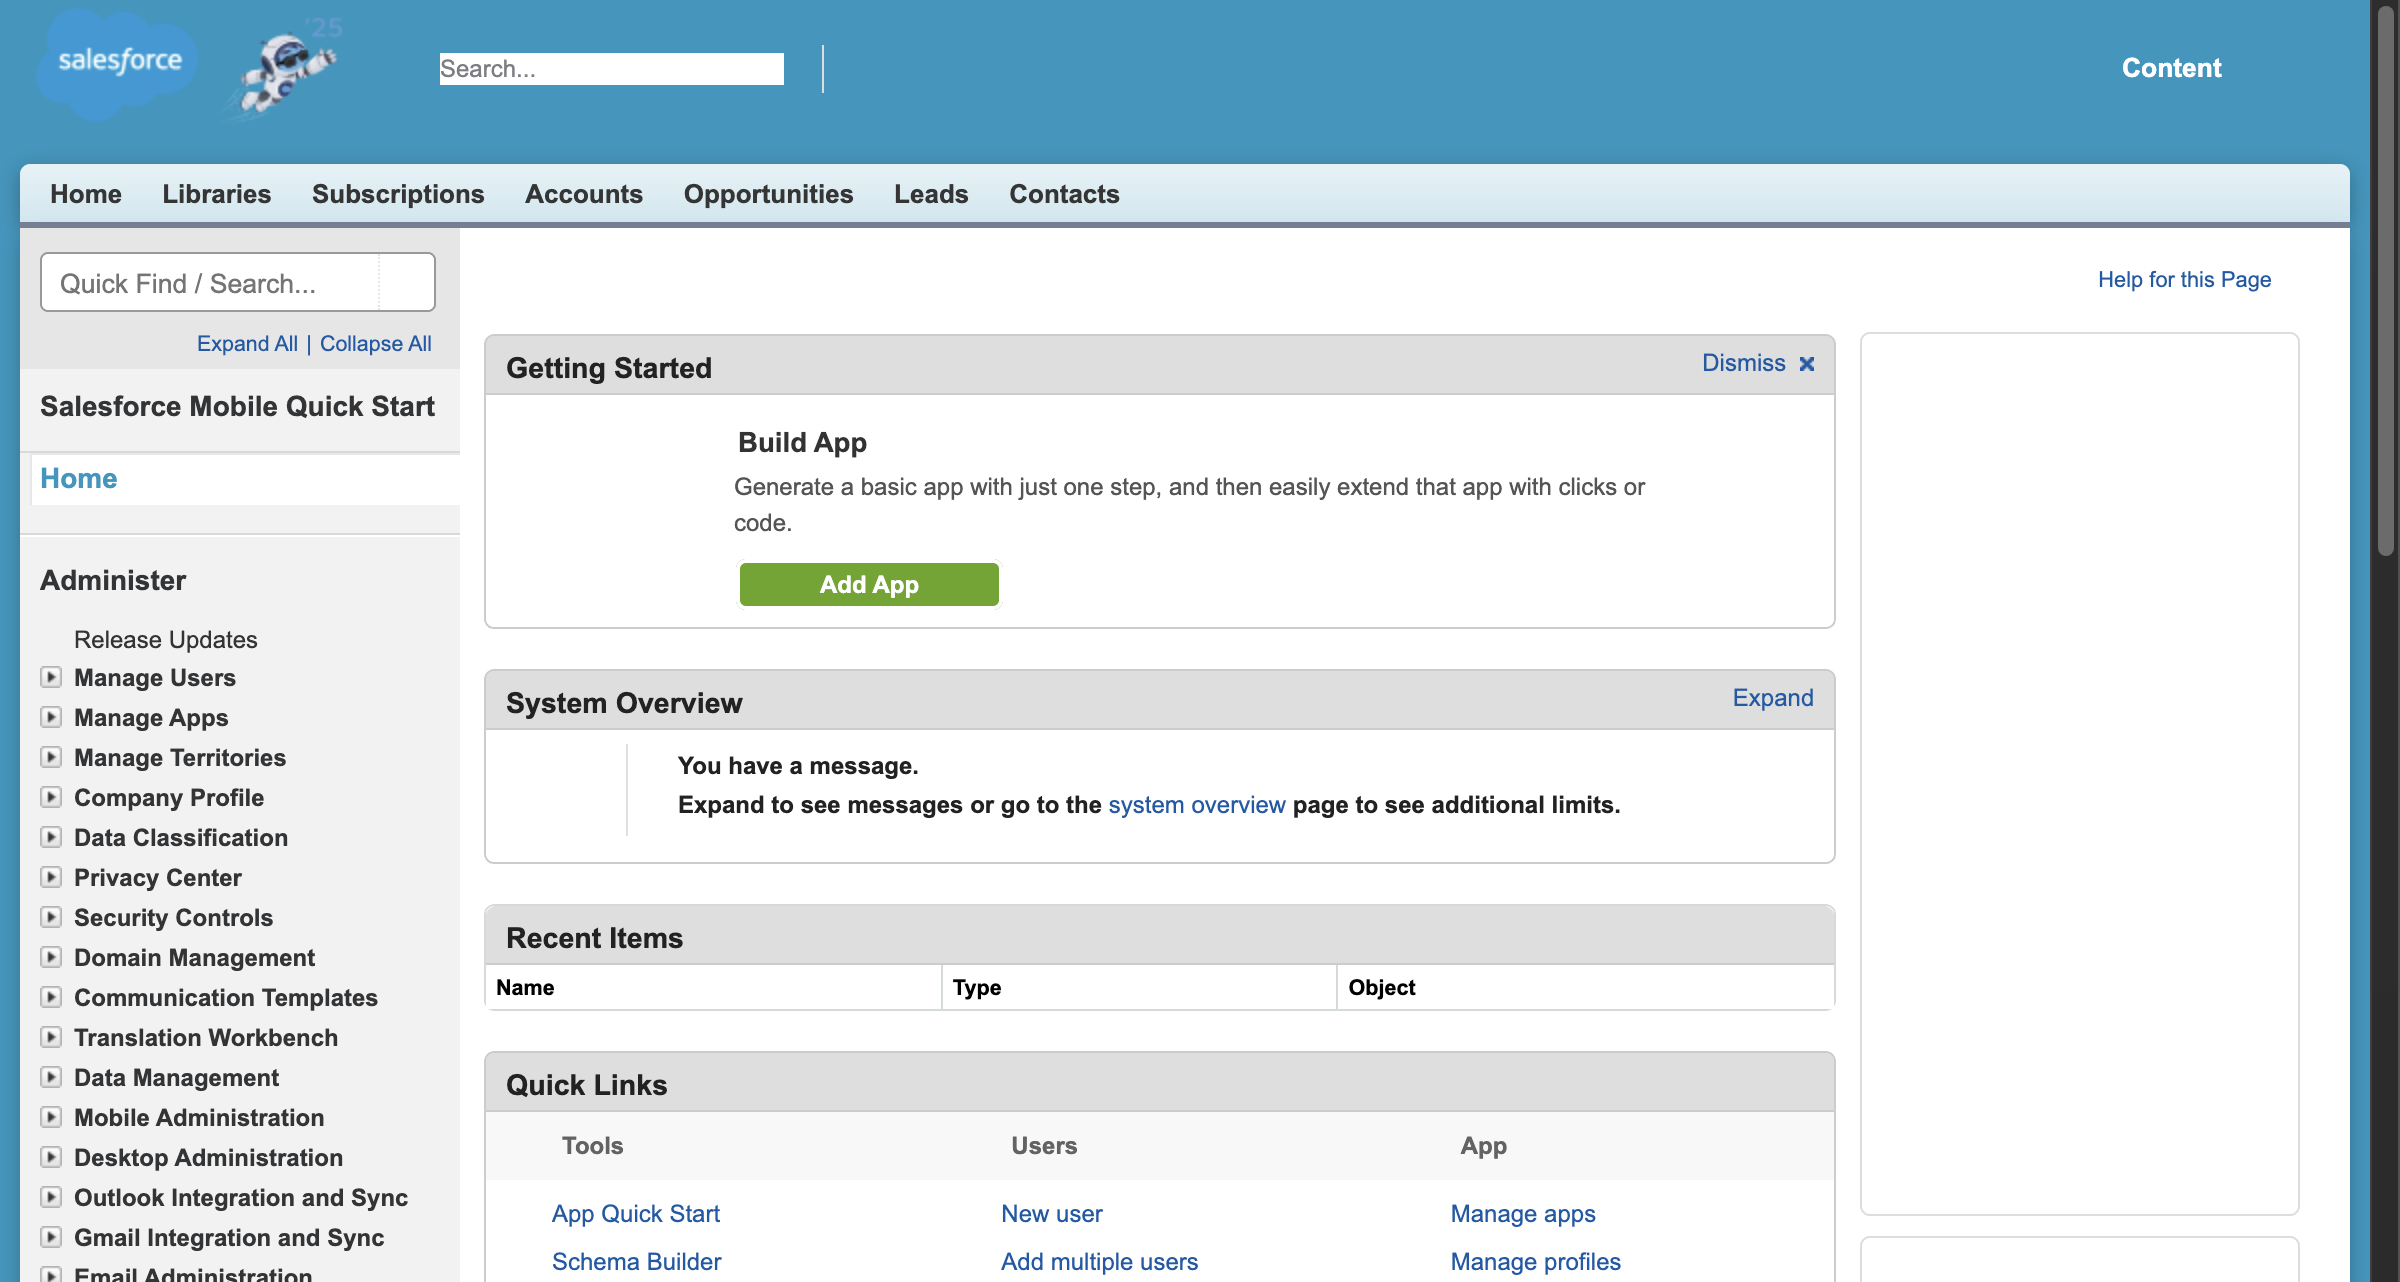 salesforce
'25
Search...
Content
Home Libraries Subscriptions Accounts Opportunities Leads Contacts
Quick Find / Search...
Expand All | Collapse All
Salesforce Mobile Quick Start
Home
Administer
Release Updates
Manage Users
Manage Apps
Manage Territories
Company Profile
Data Classification
Privacy Center
Security Controls
Domain Management
Communication Templates
Translation Workbench
Data Management
Mobile Administration
Desktop Administration
Outlook Integration and Sync
Gmail Integration and Sync
Email Administration
Help for this Page
Getting Started
Dismiss
Build App
Generate a basic app with just one step, and then easily extend that app with clicks or
code.
Add App
System Overview
Expand
You have a message.
Expand to see messages or go to the system overview page to see additional limits.
Recent Items
Name Type Object
Quick Links
Tools Users App
App Quick Start New user Manage apps
Schema Builder Add multiple users Manage profiles